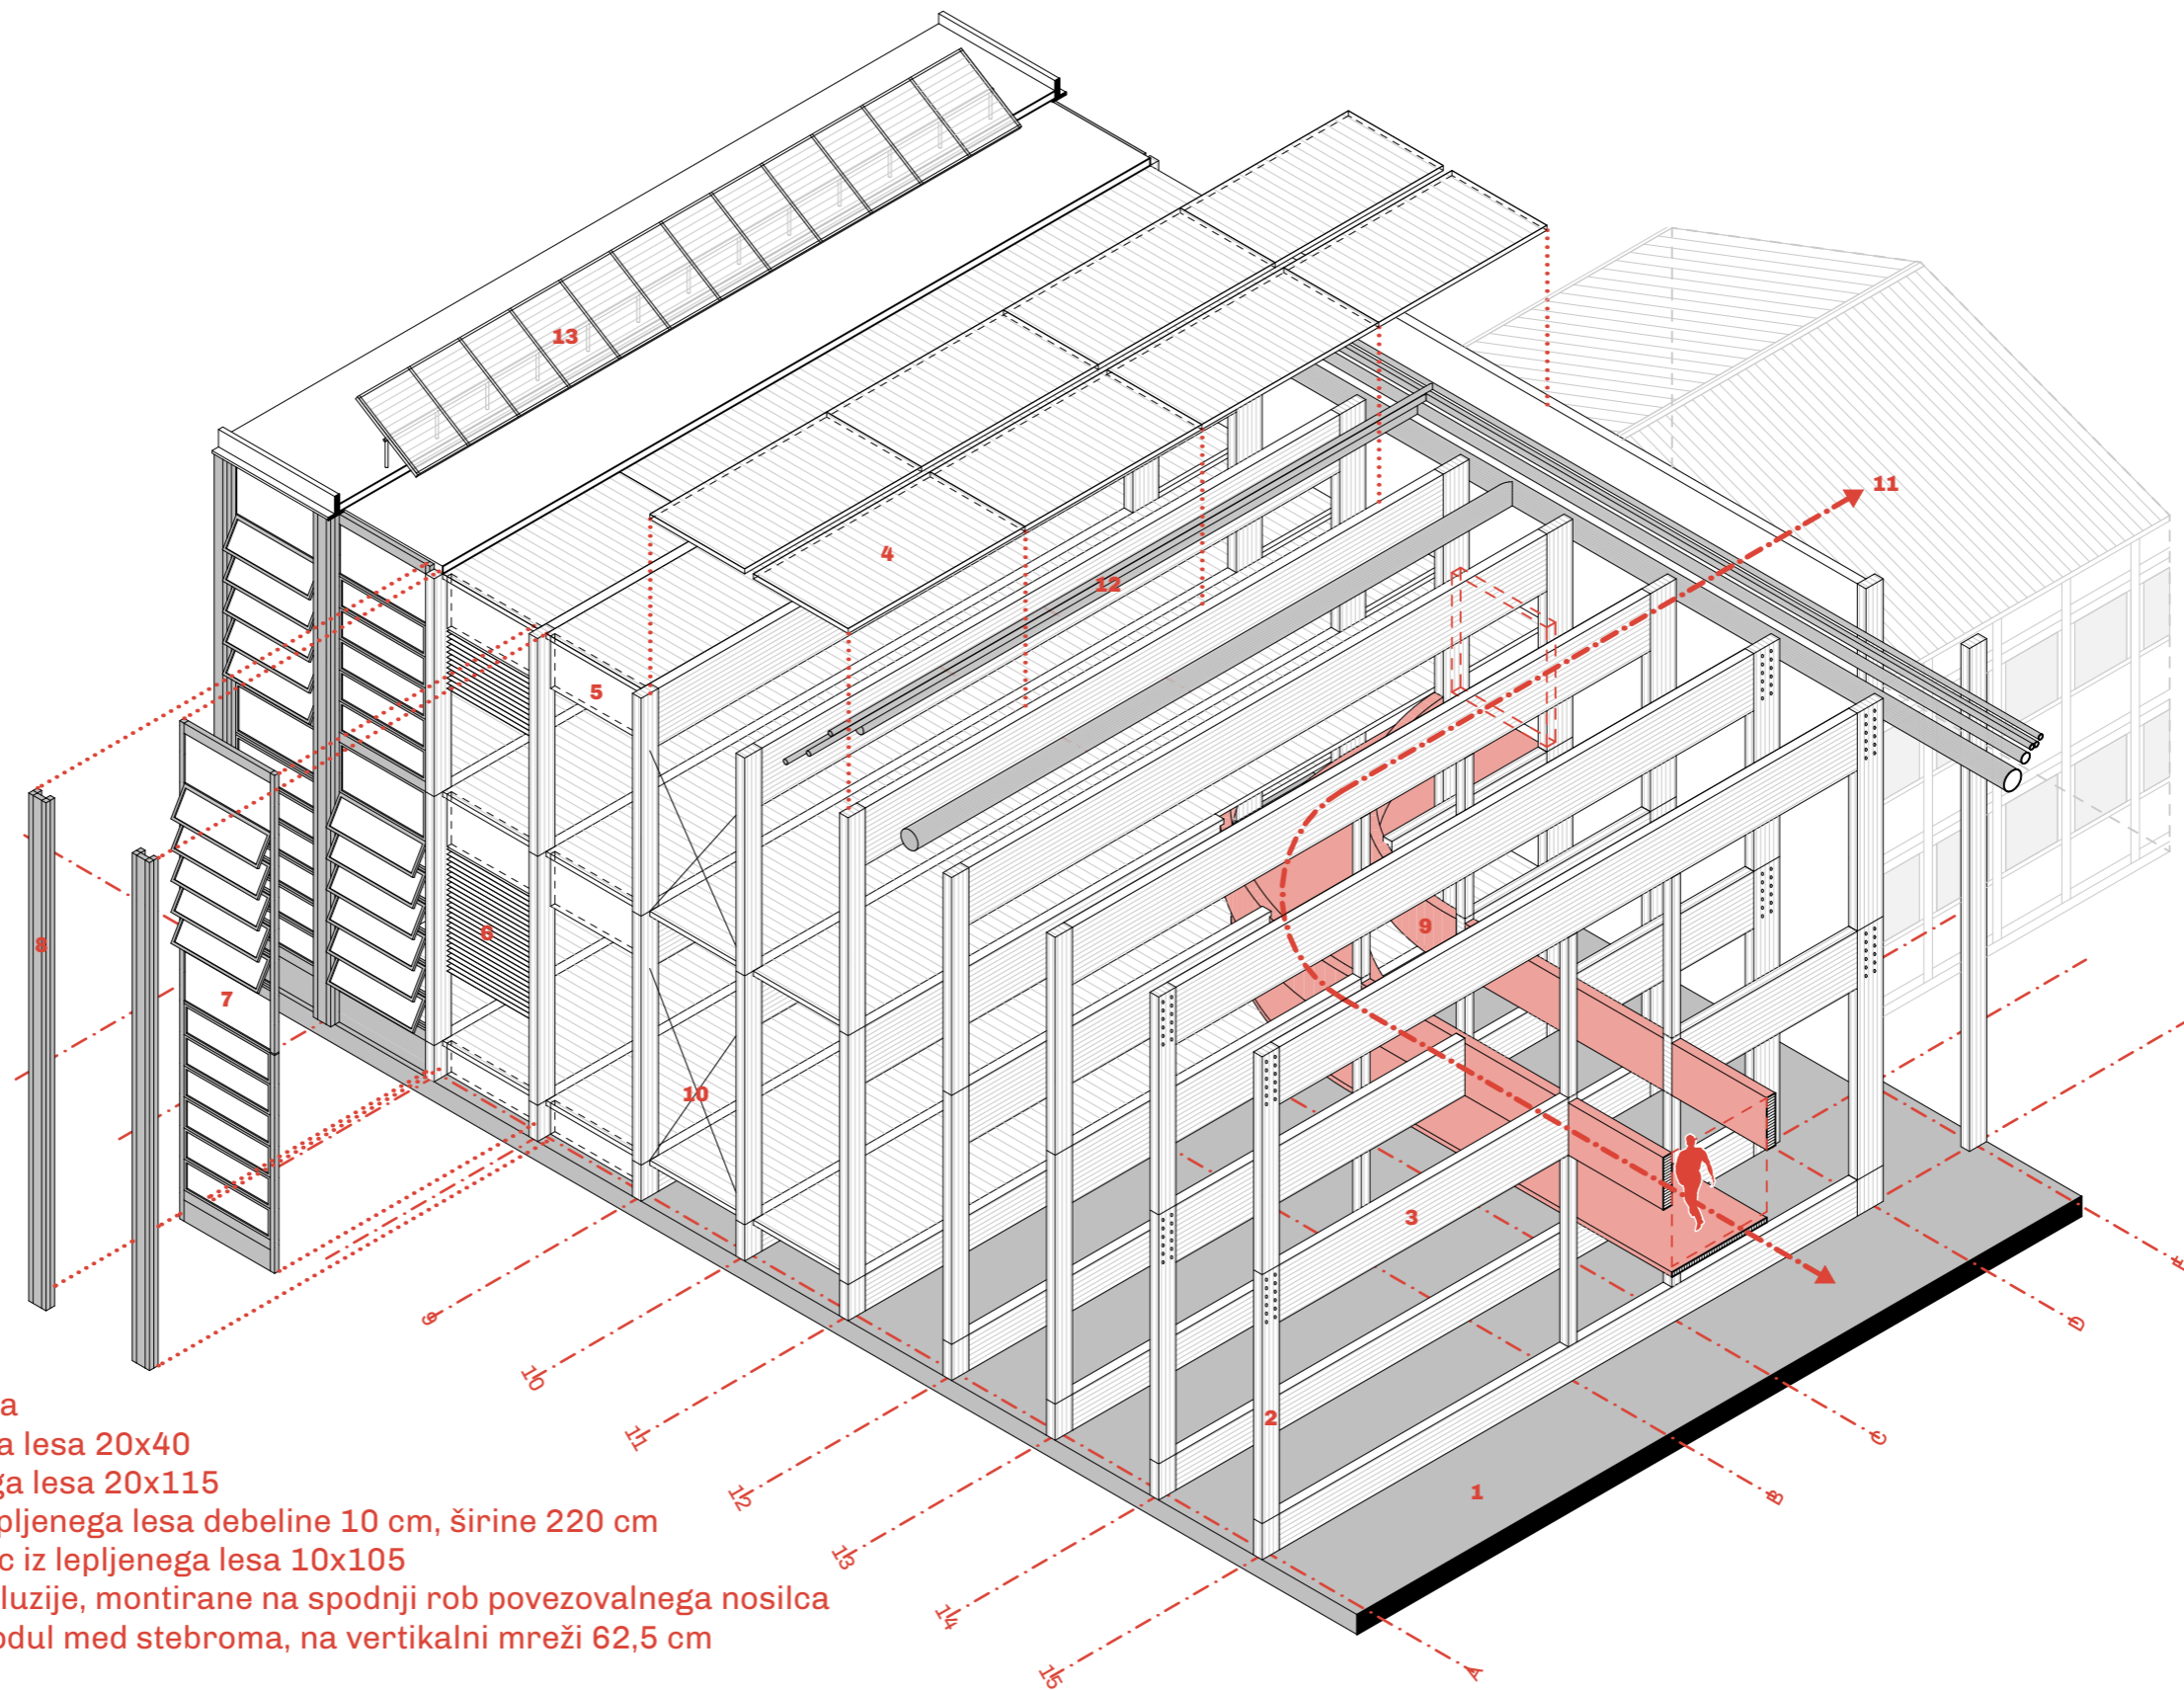 13
11
4
12
5
9
6
8
7
10
3
9
E
D
10
a
2
11
C
a lesa 20x40
ga lesa 20x115
12
1
B
pljenega lesa debeline 10 cm, širine 220 cm
13
c iz lepljenega lesa 10x105
luzije, montirane na spodnji rob povezovalnega nosilca
14
odul med stebroma, na vertikalni mreži 62,5 cm
15
A